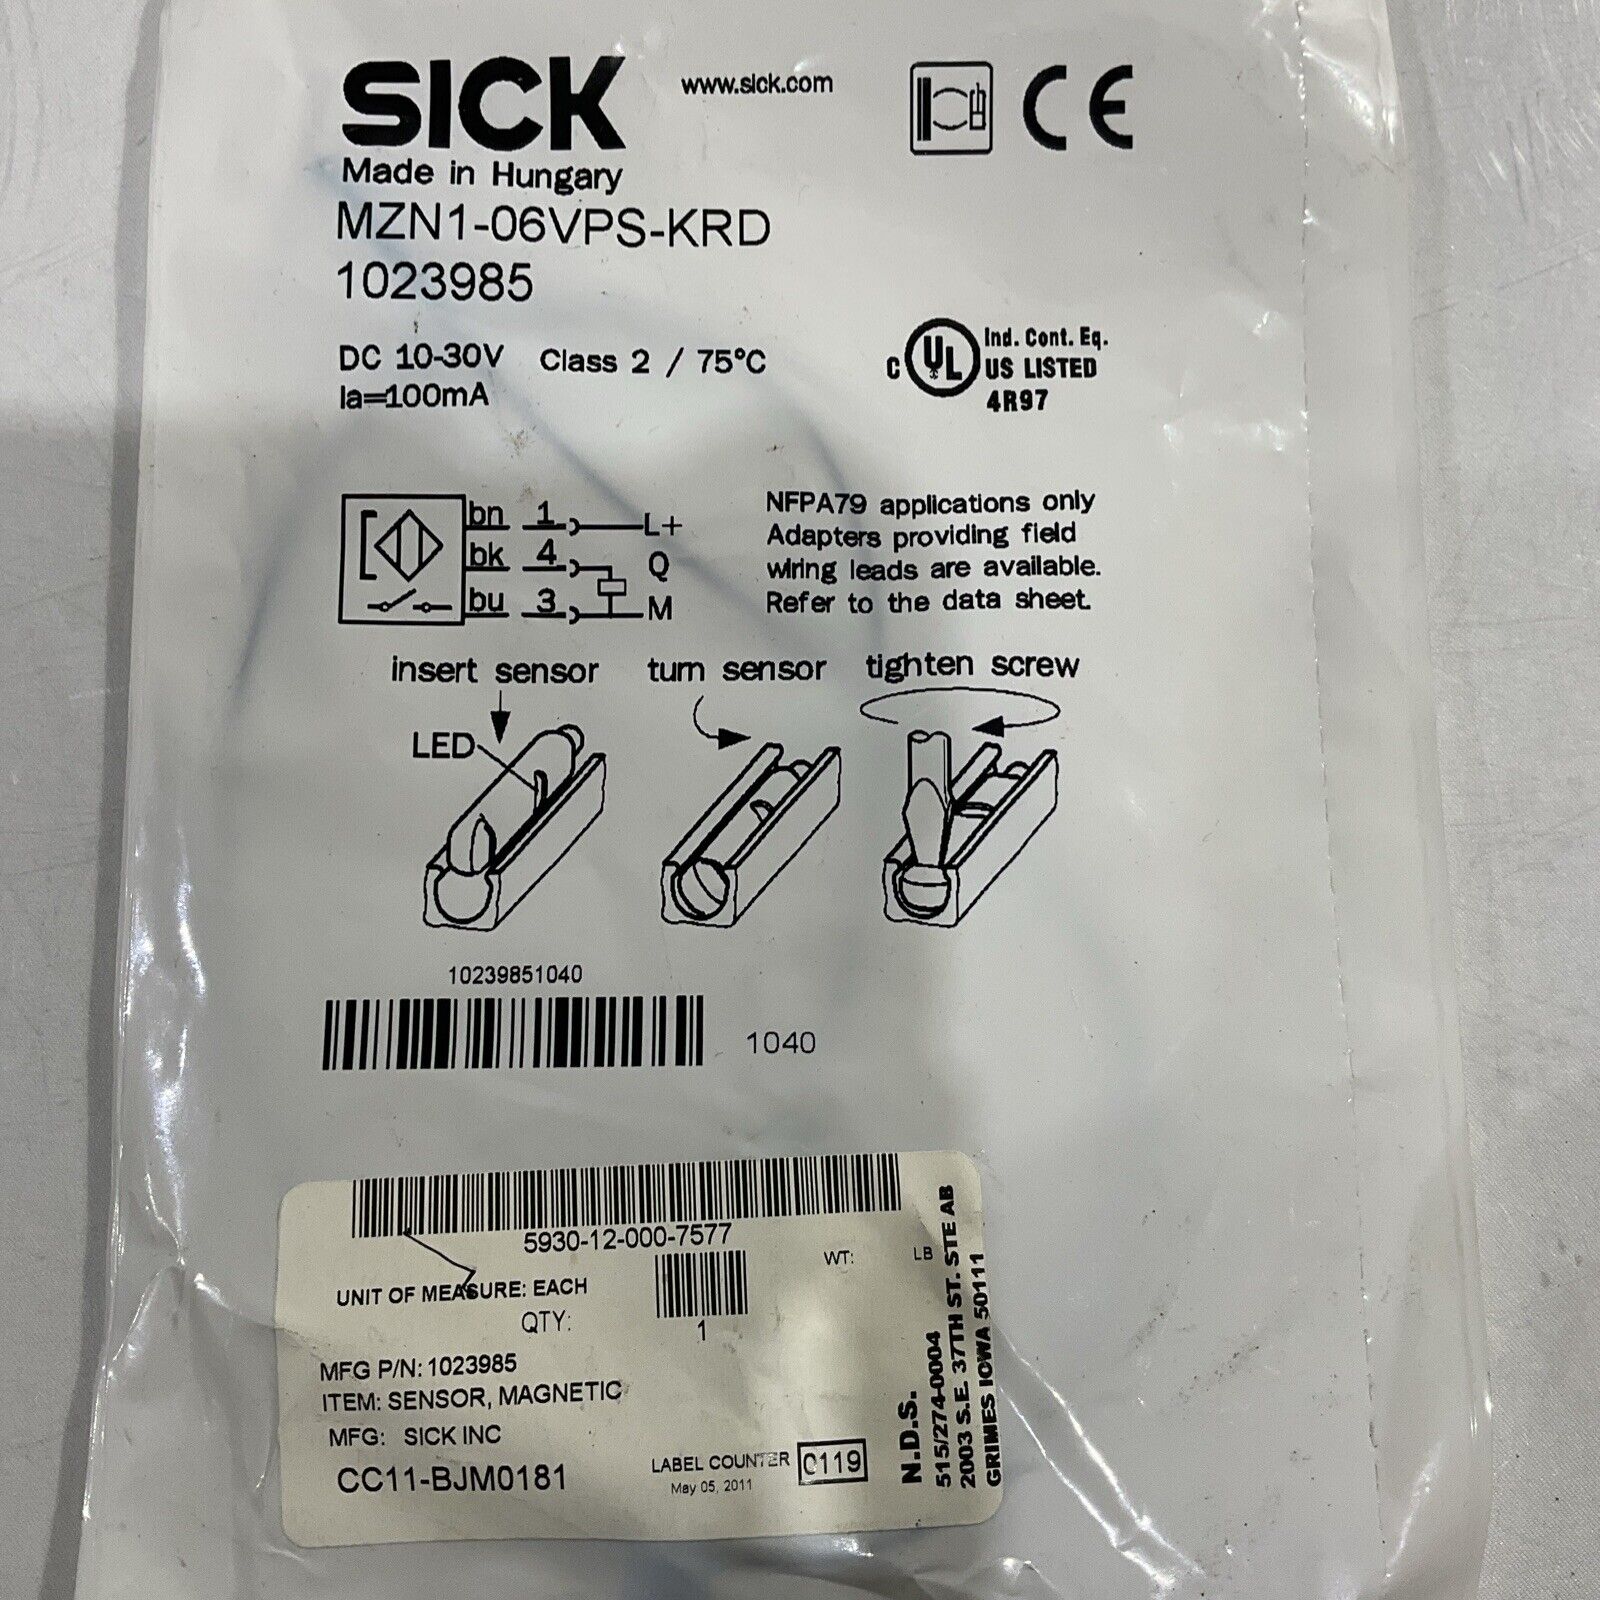 SICK
www.sick.com
CE
Made in Hungary
MZN1-06VPS-KRD
1023985
DC 10-30V Class 2 / 75°C
Ia=100mA
C UL Ind. Cont. Eq.
US LISTED
4R97
bn 1 L+
bk 4 Q
bu 3 M
NFPA79 applications only
Adapters providing field
wiring leads are available.
Refer to the data sheet.
insert sensor turn sensor tighten screw
LED
10239851040
1040
5930-12-000-7577
WT: LB
UNIT OF MEASURE: EACH
QTY:
1
MFG P/N: 1023985
ITEM: SENSOR, MAGNETIC
MFG: SICK INC
CC11-BJM0181
LABEL COUNTER 0119
May 05, 2011
N.D.S.
515/274-0004
2003 S.E. 37TH ST. STE AB
GRIMES IOWA 50111